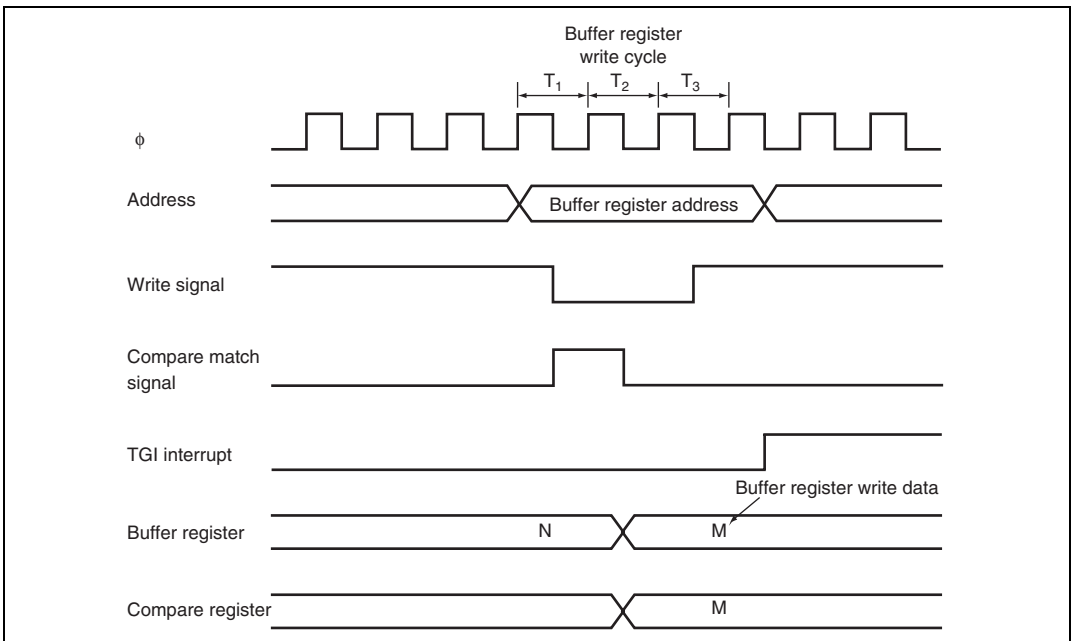 Buffer register
write cycle
T₁ T₂ T₃
ϕ
Address
Buffer register address
Write signal
Compare match
signal
TGI interrupt
Buffer register write data
Buffer register
N M
Compare register
M